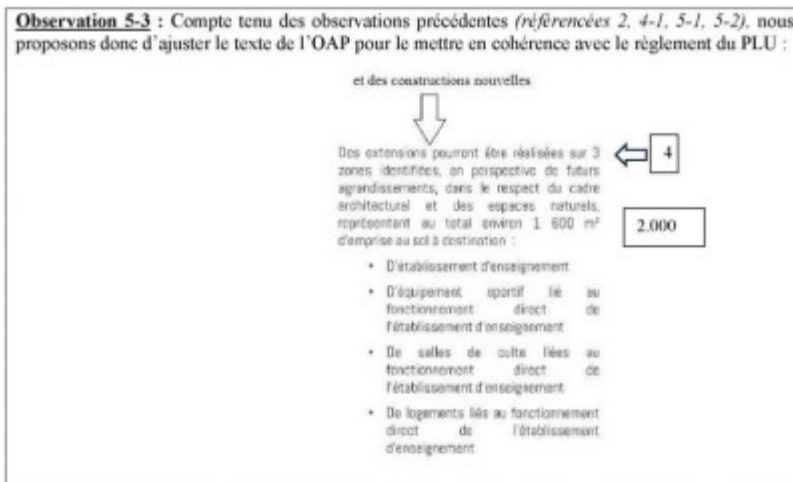 Observation 5-3 : Compte tenu des observations précédentes (référencées 2, 4-1, 5-1, 5-2), nous
proposons donc d'ajuster le texte de l'OAP pour le mettre en cohérence avec le règlement du PLU :
et des constructions nouvelles
Des extensions pourront être réalisées sur 3
4
zones identifiées, en perspective de futurs
agrandissements, dans le respect du cadre
architectural et des espaces naturels,
représentant au total environ 1 600 m²
2.000
d'emprise au sol à destination :
• D'établissement d'enseignement
• D'équipement sportif lié au
fonctionnement direct de
l'établissement d'enseignement
• De salles de culte liées au
fonctionnement direct de
l'établissement d'enseignement
• De logements liés au fonctionnement
direct de l'établissement
d'enseignement